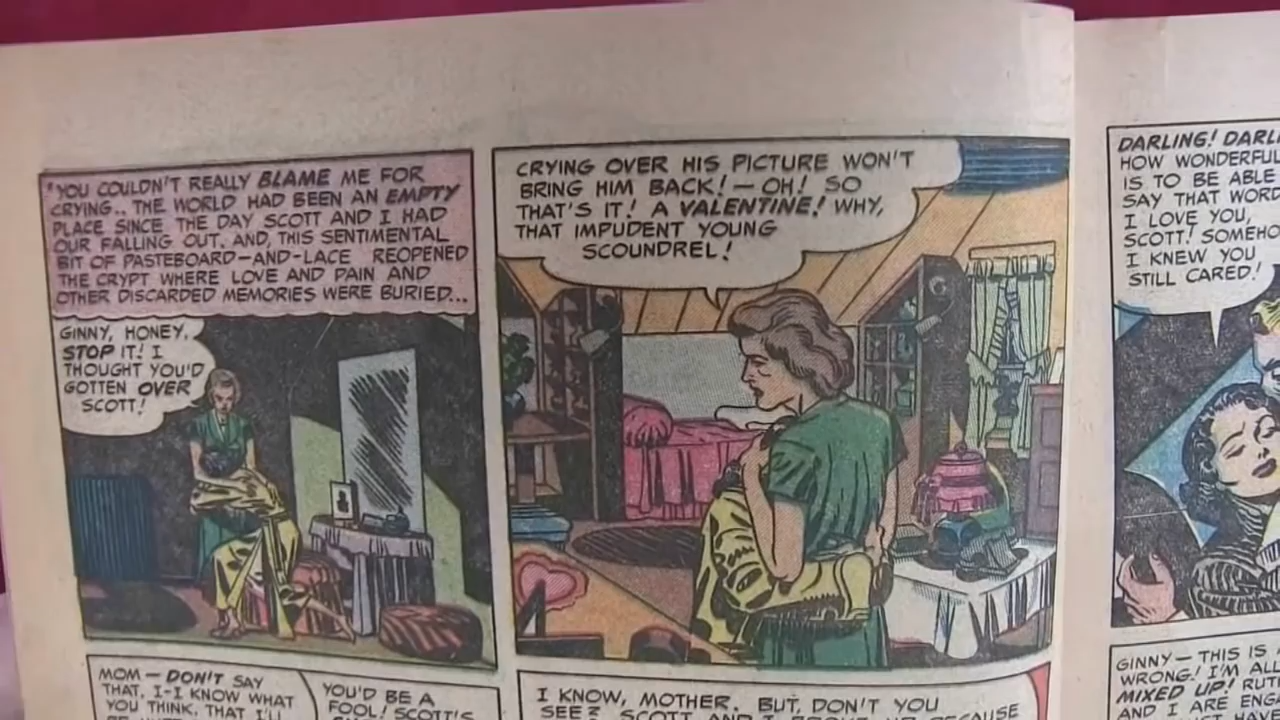 "YOU COULDN'T REALLY BLAME ME FOR
CRYING.. THE WORLD HAD BEEN AN EMPTY
PLACE SINCE THE DAY SCOTT AND I HAD
OUR FALLING OUT. AND, THIS SENTIMENTAL
BIT OF PASTEBOARD-AND-LACE REOPENED
THE CRYPT WHERE LOVE AND PAIN AND
OTHER DISCARDED MEMORIES WERE BURIED...
GINNY, HONEY,
STOP IT! I
THOUGHT YOU'D
GOTTEN OVER
SCOTT!
CRYING OVER HIS PICTURE WON'T
BRING HIM BACK! — OH! SO
THAT'S IT! A VALENTINE! WHY,
THAT IMPUDENT YOUNG
SCOUNDREL!
MOM — DON'T SAY
THAT. I-I KNOW WHAT
YOU THINK. THAT I'LL
YOU'D BE A
FOOL! SCOTT'S
I KNOW, MOTHER. BUT, DON'T YOU
SEE? SCOTT AND I BROKE UP BECAUSE
DARLING!
HOW WONDERFUL
IS TO BE ABLE
SAY THAT WORD
I LOVE YOU,
SCOTT!
I KNEW YOU
STILL CARED!
GINNY — THIS IS
WRONG! I'M ALL
MIXED UP!
AND I ARE